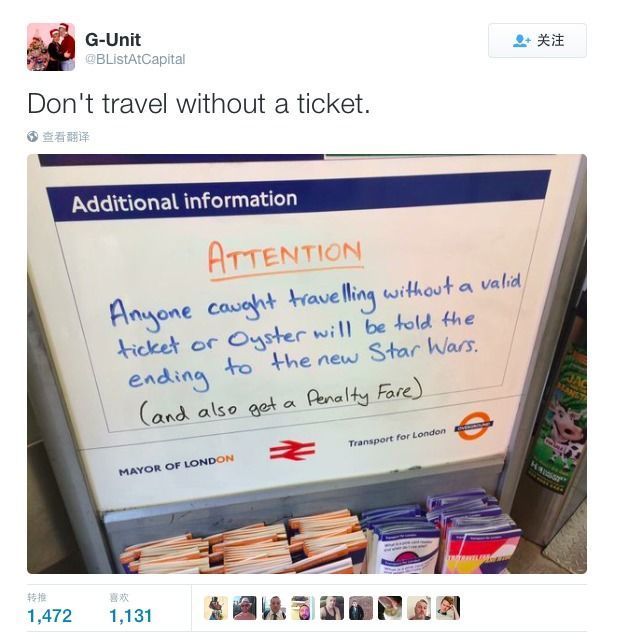 G-Unit
@BListAtCapital
关注
Don't travel without a ticket.
查看翻译
Additional information
ATTENTION
Anyone caught travelling without a valid
ticket or Oyster will be told the
ending to the new Star Wars.
(and also get a Penalty Fare)
MAYOR OF LONDON
Transport for London
OVERGROUND
转推
喜欢
1,472
1,131